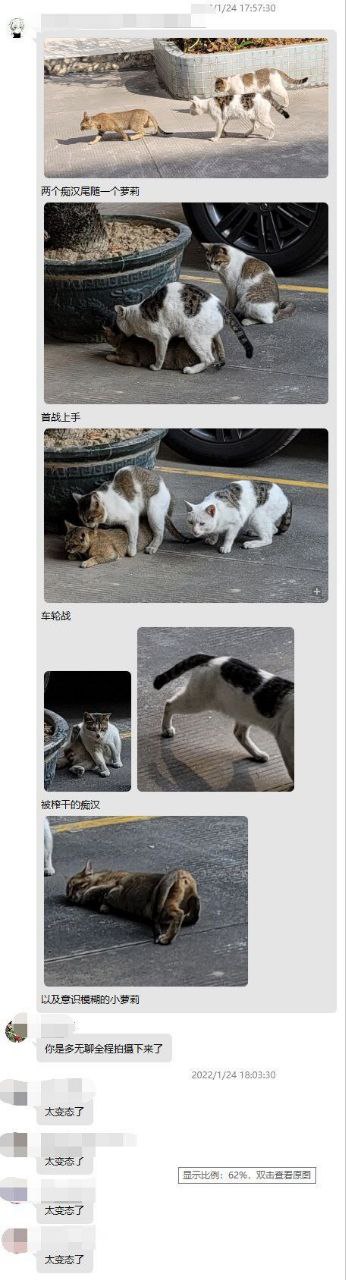 /1/24 17:57:30
两个痴汉尾随一个萝莉
首战上手
车轮战
被榨干的痴汉
以及意识模糊的小萝莉
你是多无聊全程拍摄下来了
2022/1/24 18:03:30
太变态了
太变态了
显示比例：62%，双击查看原图
太变态了
太变态了